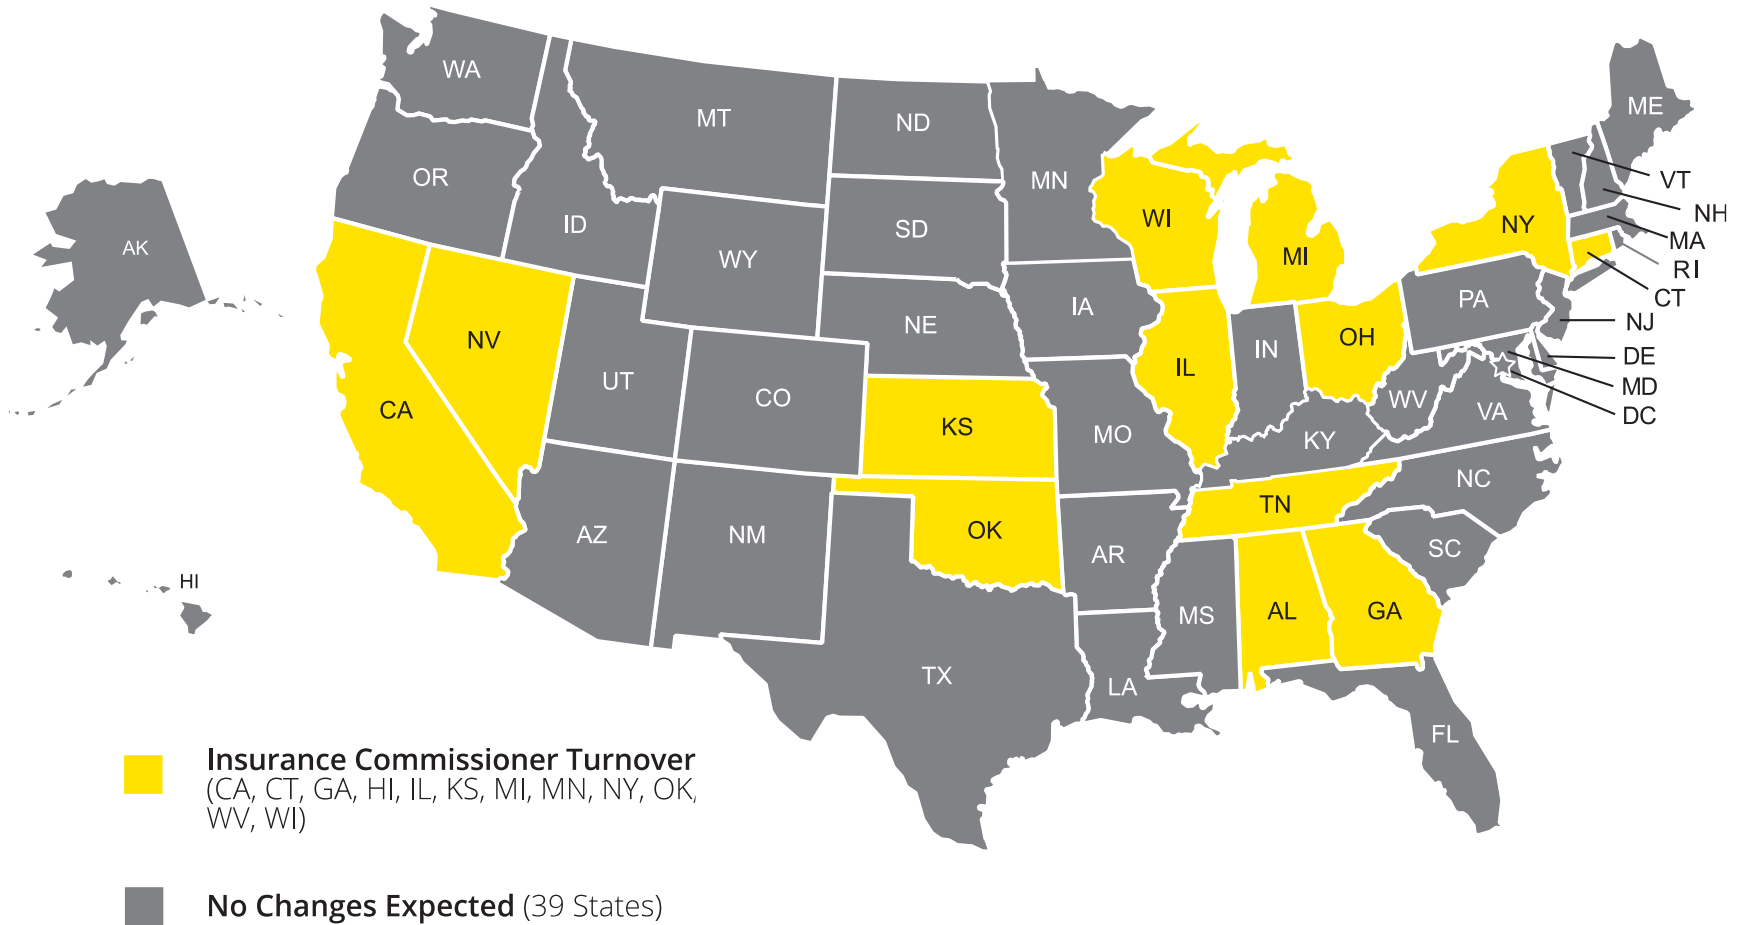 WA
MT
ND
ME
MN
OR
VT
NH
ID
SD
WI
NY
MA
AK
WY
MI
RI
CT
PA
IA
NV
NE
NJ
OH
IN
DE
IL
UT
MD
CO
WV
CA
VA
DC
KS
MO
KY
NC
TN
OK
AZ
NM
SC
AR
HI
AL
GA
MS
TX
LA
FL
Insurance Commissioner Turnover
(CA, CT, GA, HI, IL, KS, MI, MN, NY, OK,
WV, WI)
No Changes Expected (39 States)